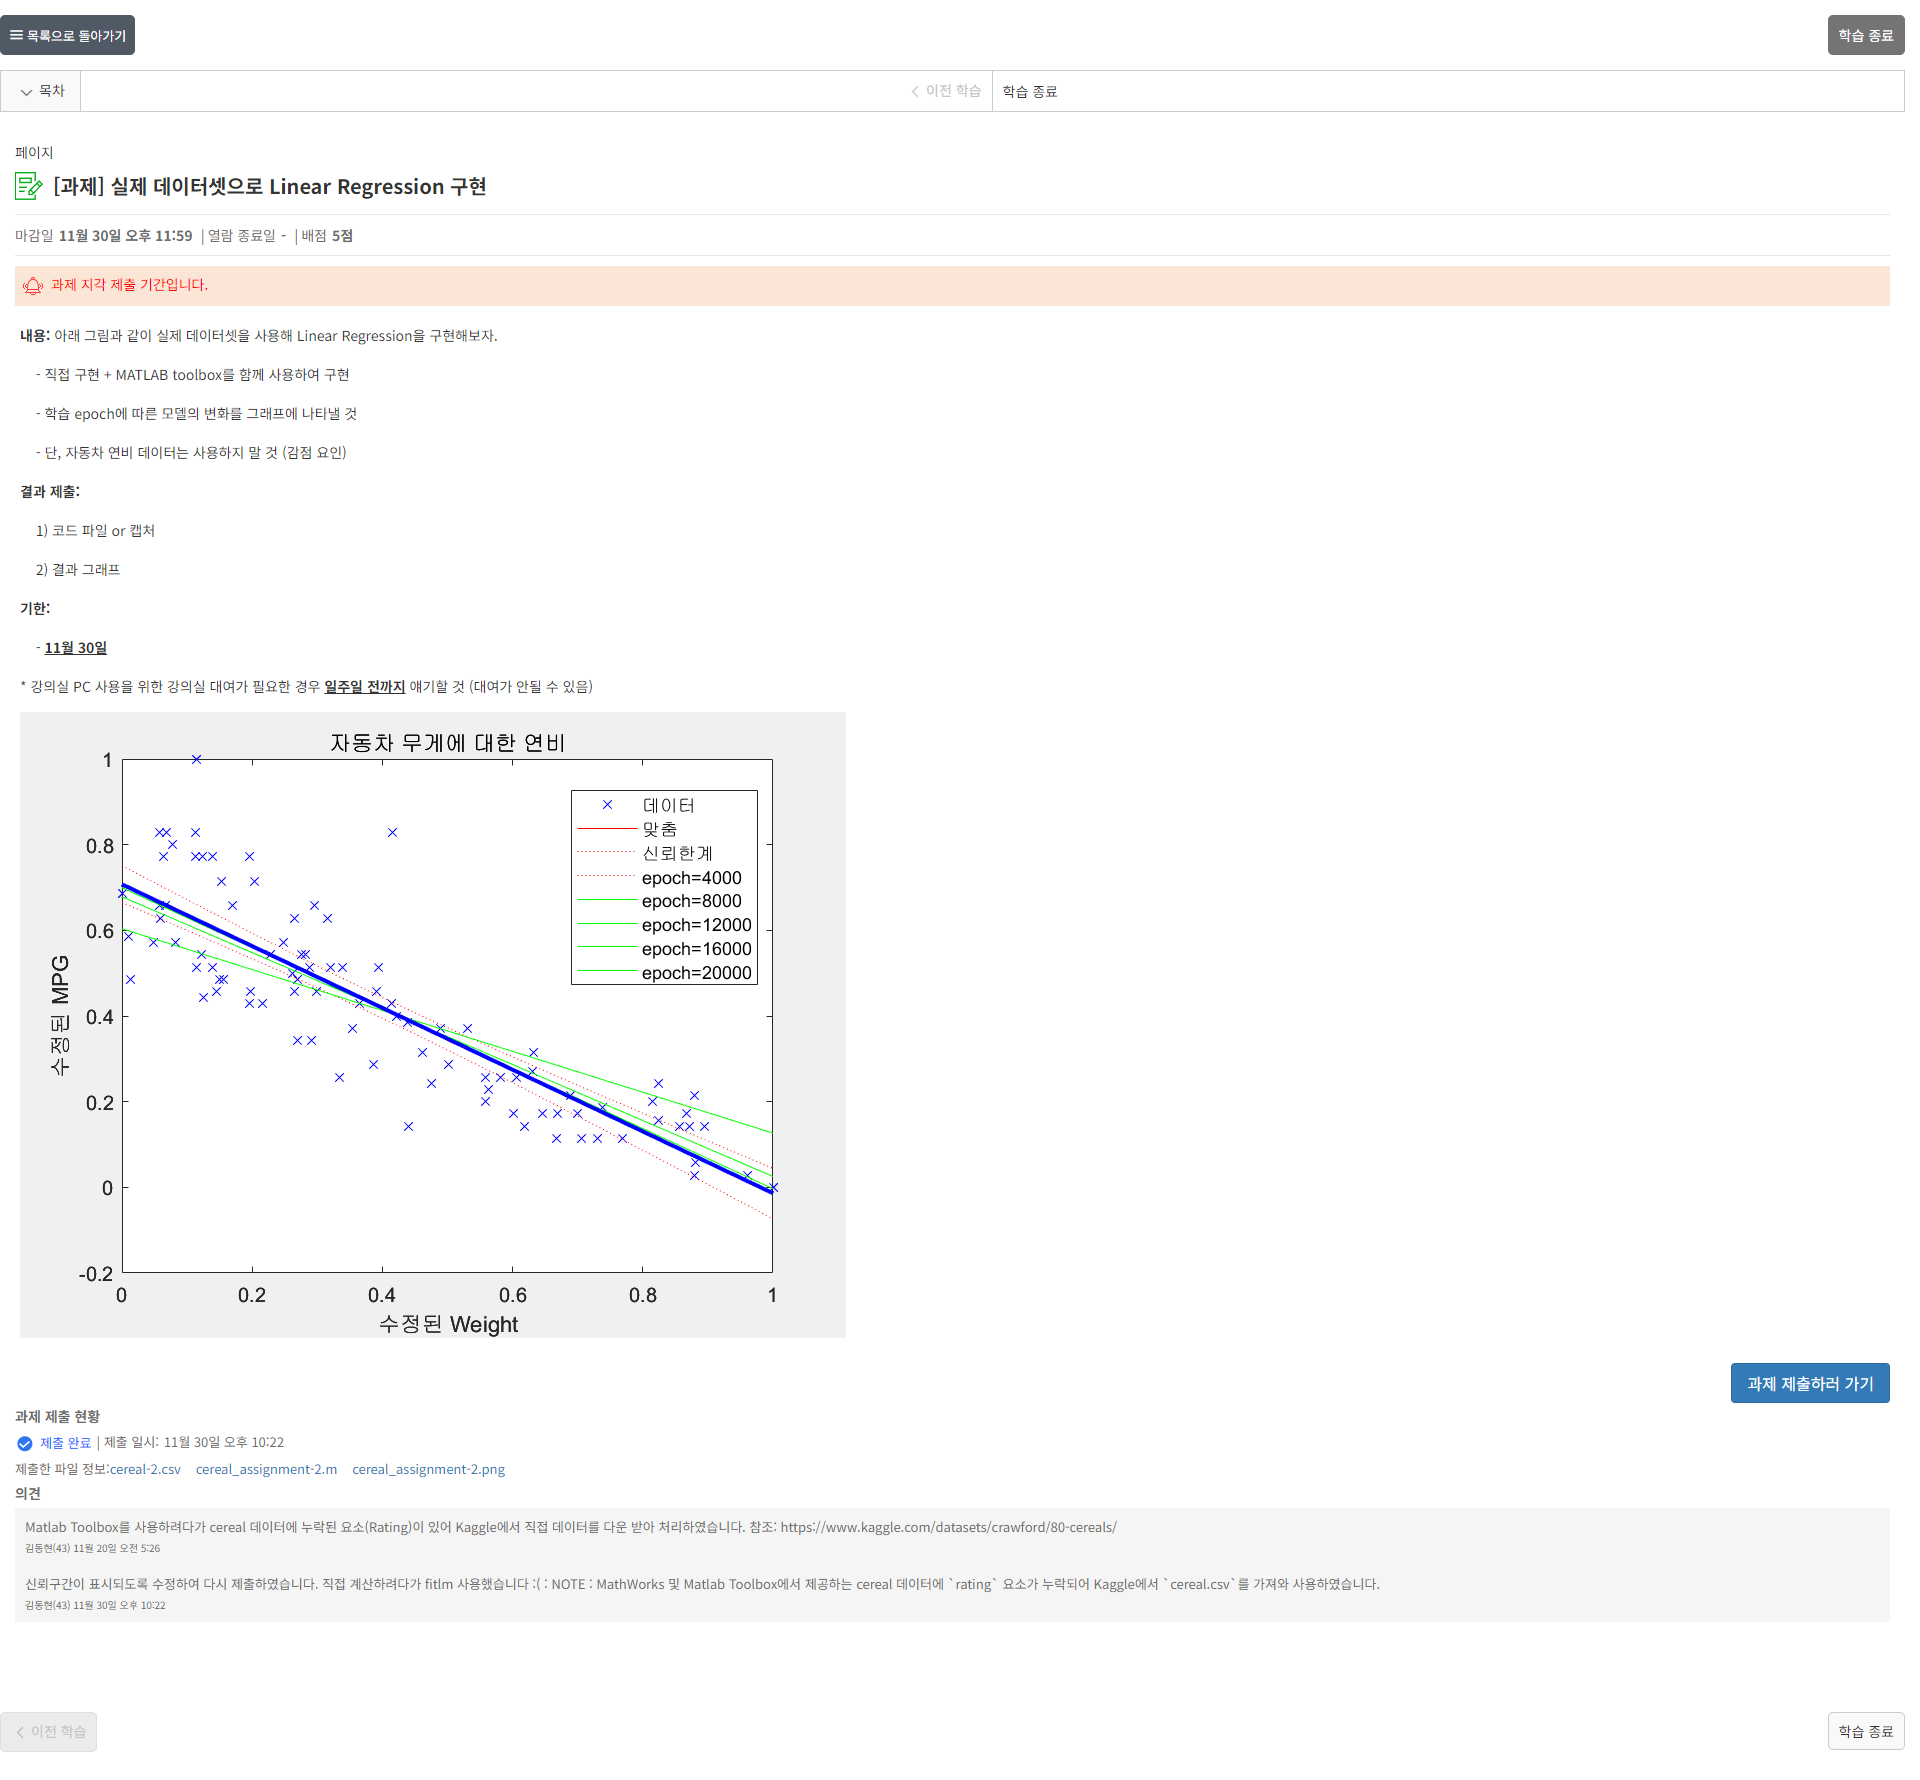 목록으로 돌아가기
학습 종료
목차
이전 학습
학습 종료
페이지
[과제] 실제 데이터셋으로 Linear Regression 구현
마감일 11월 30일 오후 11:59 | 열람 종료일 - | 배점 5점
과제 지각 제출 기간입니다.
내용: 아래 그림과 같이 실제 데이터셋을 사용해 Linear Regression을 구현해보자.
- 직접 구현 + MATLAB toolbox를 함께 사용하여 구현
- 학습 epoch에 따른 모델의 변화를 그래프에 나타낼 것
- 단, 자동차 연비 데이터는 사용하지 말 것 (감점 요인)
결과 제출:
1) 코드 파일 or 캡처
2) 결과 그래프
기한:
- 11월 30일
* 강의실 PC 사용을 위한 강의실 대여가 필요한 경우 일주일 전까지 얘기할 것 (대여가 안될 수 있음)
자동차 무게에 대한 연비
1
0.8
0.6
0.4
0.2
0
-0.2
수정된 MPG
데이터
맞춤
신뢰한계
epoch=4000
epoch=8000
epoch=12000
epoch=16000
epoch=20000
0 0.2 0.4 0.6 0.8 1
수정된 Weight
과제 제출하러 가기
과제 제출 현황
제출 완료 | 제출 일시: 11월 30일 오후 10:22
제출한 파일 정보:cereal-2.csv cereal_assignment-2.m cereal_assignment-2.png
의견
Matlab Toolbox를 사용하려다가 cereal 데이터에 누락된 요소(Rating)이 있어 Kaggle에서 직접 데이터를 다운 받아 처리하였습니다. 참조: https://www.kaggle.com/datasets/crawford/80-cereals/
김동현(43) 11월 20일 오전 5:26
신뢰구간이 표시되도록 수정하여 다시 제출하였습니다. 직접 계산하려다가 fitlm 사용했습니다 :( : NOTE : MathWorks 및 Matlab Toolbox에서 제공하는 cereal 데이터에 `rating` 요소가 누락되어 Kaggle에서 `cereal.csv`를 가져와 사용하였습니다.
김동현(43) 11월 30일 오후 10:22
이전 학습
학습 종료